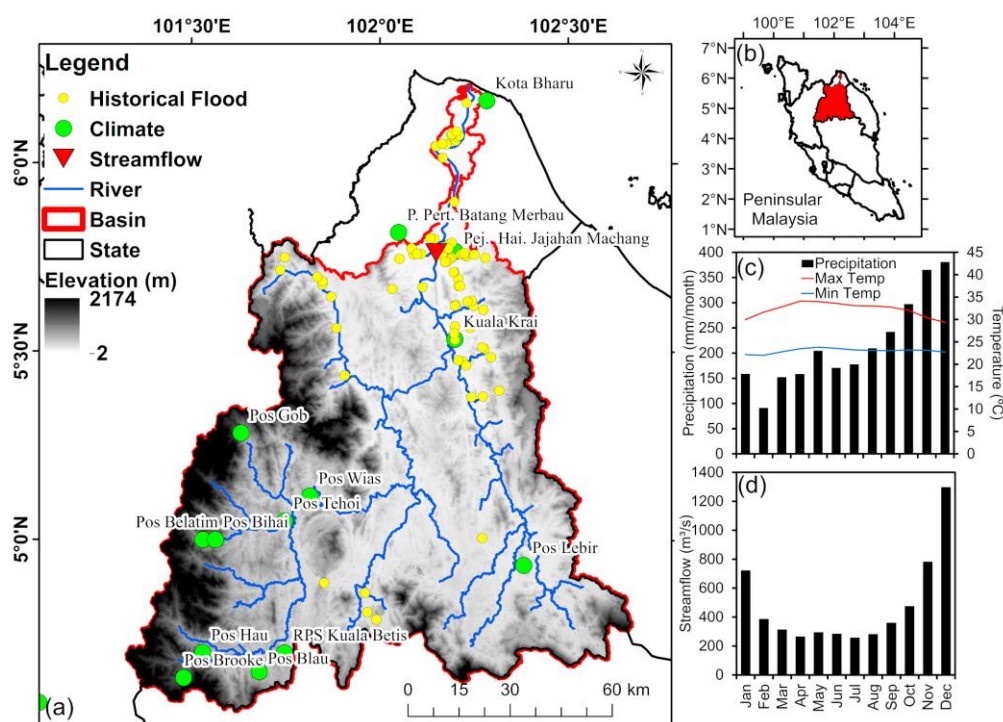 101°30'E 102°0'E 102°30'E
Legend
Historical Flood
Climate
Streamflow
River
Basin
State
Elevation (m)
2174
2
6°0'N
5°30'N
5°0'N
Kota Bharu
P. Pert. Batang Merbau
Pej. Hai. Jajahan Machang
Kuala Krai
Pos Gob
Pos Wias
Pos Tehoi
Pos Belatim Pos Bihai
Pos Lebir
Pos Hau RPS Kuala Betis
Pos Brooke Pos Blau
(a)
0 15 30 60 km
100°E 102°E 104°E
(b)
7°N
6°N
5°N
4°N
3°N
2°N
1°N
Peninsular
Malaysia
(c)
Precipitation
Max Temp
Min Temp
Precipitation (mm/month)
400
350
300
250
200
150
100
50
0
45
40
35
30
25
20
15
10
5
0
Temperature (°C)
(d)
Streamflow (m³/s)
1400
1200
1000
800
600
400
200
0
Jan
Feb
Mar
Apr
May
Jun
Jul
Aug
Sep
Oct
Nov
Dec